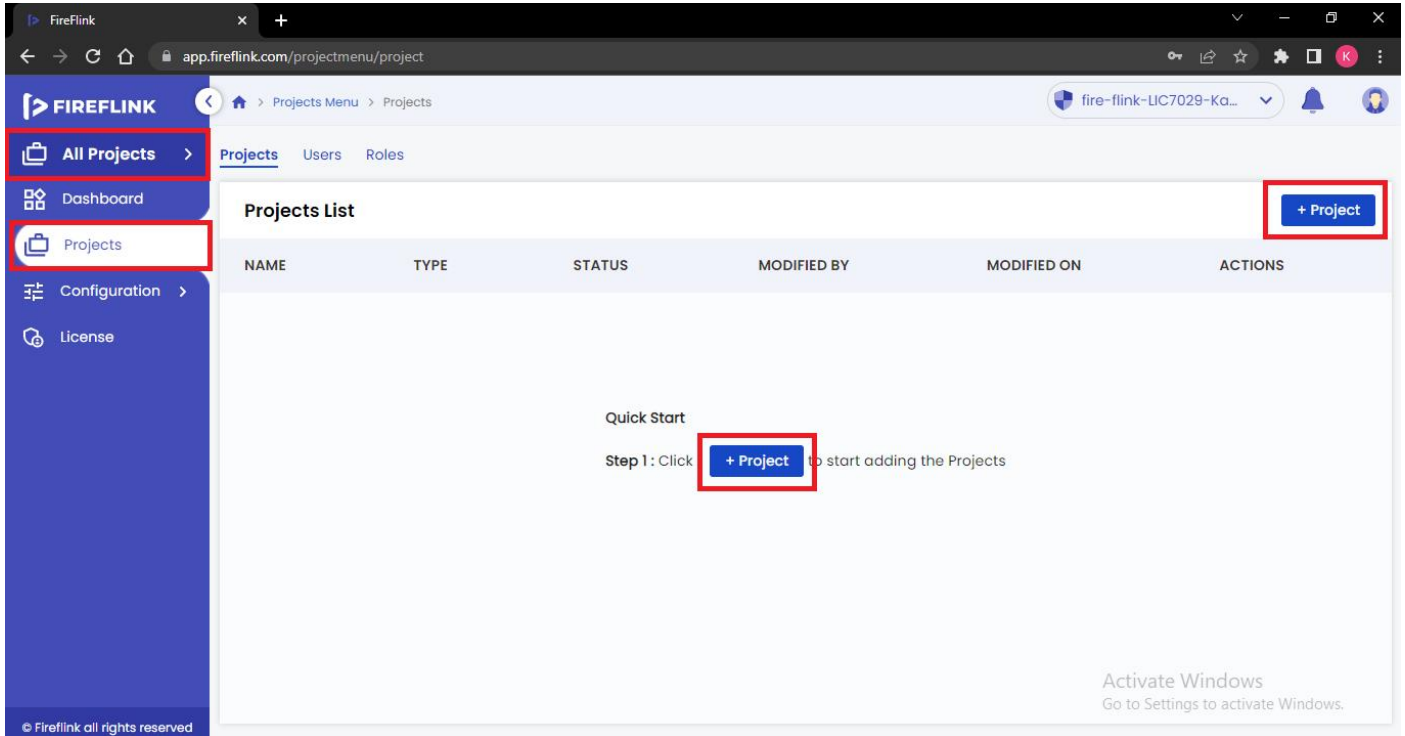 FireFlink
app.fireflink.com/projectmenu/project
K
FIREFLINK
Projects Menu > Projects
fire-flink-LIC7029-Ka...
All Projects >
Dashboard
Projects
Configuration >
License
Projects Users Roles
Projects List
+ Project
NAME TYPE STATUS MODIFIED BY MODIFIED ON ACTIONS
Quick Start
Step 1 : Click + Project to start adding the Projects
Activate Windows
Go to Settings to activate Windows.
© Fireflink all rights reserved